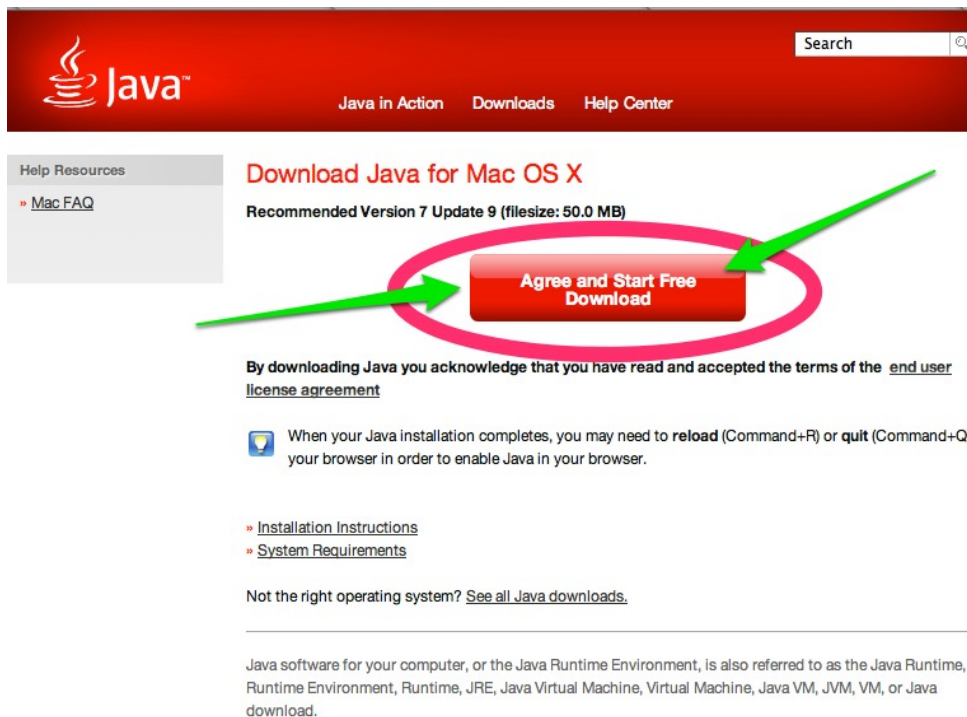 Search
Java™
Java in Action Downloads Help Center
Help Resources
» Mac FAQ
Download Java for Mac OS X
Recommended Version 7 Update 9 (filesize: 50.0 MB)
Agree and Start Free
Download
By downloading Java you acknowledge that you have read and accepted the terms of the end user
license agreement
When your Java installation completes, you may need to reload (Command+R) or quit (Command+Q
your browser in order to enable Java in your browser.
» Installation Instructions
» System Requirements
Not the right operating system? See all Java downloads.
Java software for your computer, or the Java Runtime Environment, is also referred to as the Java Runtime,
Runtime Environment, Runtime, JRE, Java Virtual Machine, Virtual Machine, Java VM, JVM, VM, or Java
download.